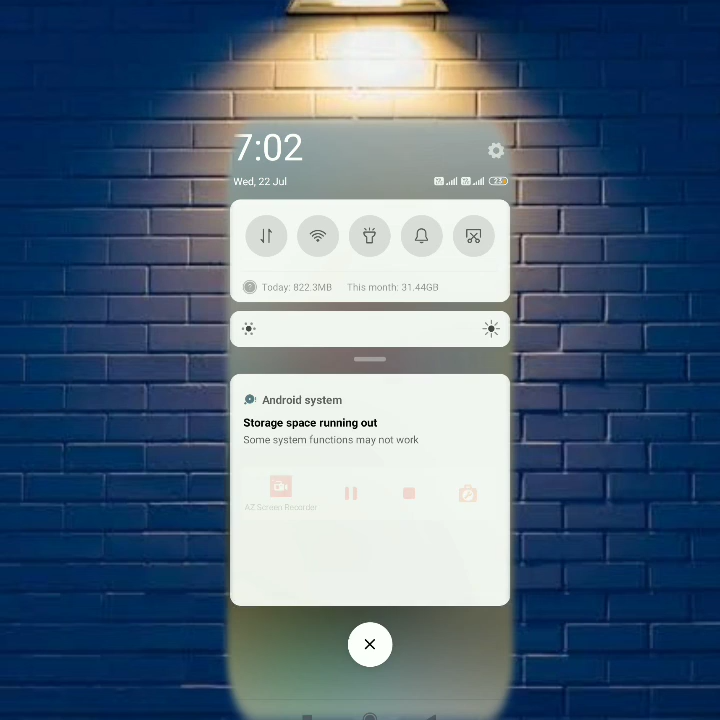 7:02
Wed, 22 Jul
23
Today: 822.3MB This month: 31.44GB
Android system
Storage space running out
Some system functions may not work
AZ Screen Recorder